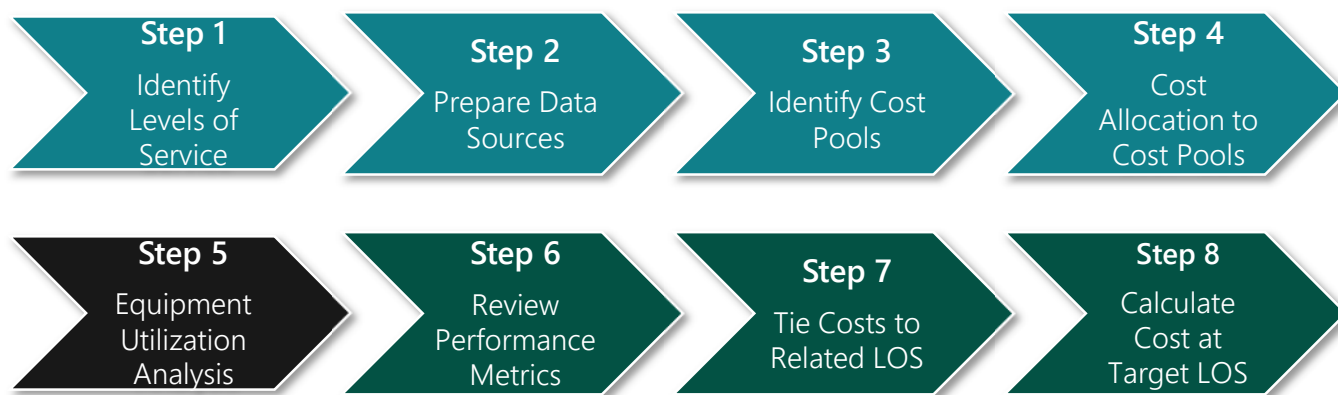 Step 1
Identify
Levels of
Service
Step 2
Prepare Data
Sources
Step 3
Identify Cost
Pools
Step 4
Cost
Allocation to
Cost Pools
Step 5
Equipment
Utilization
Analysis
Step 6
Review
Performance
Metrics
Step 7
Tie Costs to
Related LOS
Step 8
Calculate
Cost at
Target LOS